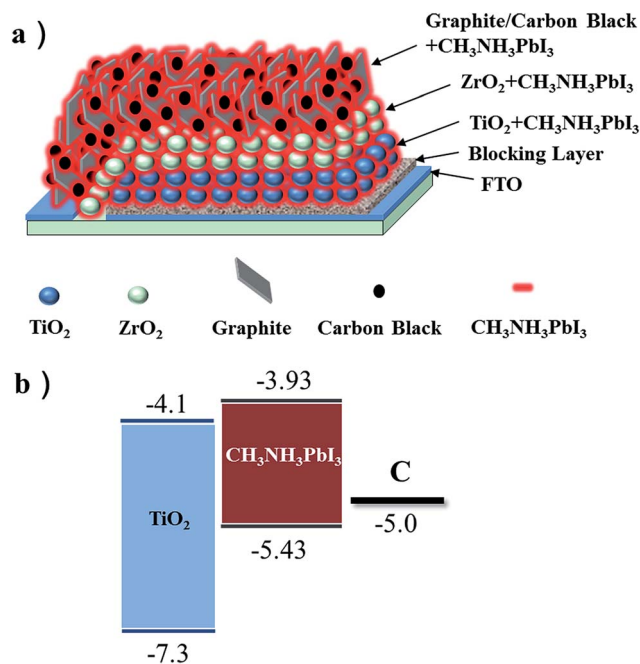 a )
Graphite/Carbon Black
+CH₃NH₃PbI₃
ZrO₂+CH₃NH₃PbI₃
TiO₂+CH₃NH₃PbI₃
Blocking Layer
FTO
TiO₂
ZrO₂
Graphite
Carbon Black
CH₃NH₃PbI₃
b )
-4.1
-3.93
CH₃NH₃PbI₃
TiO₂
C
-5.0
-5.43
-7.3